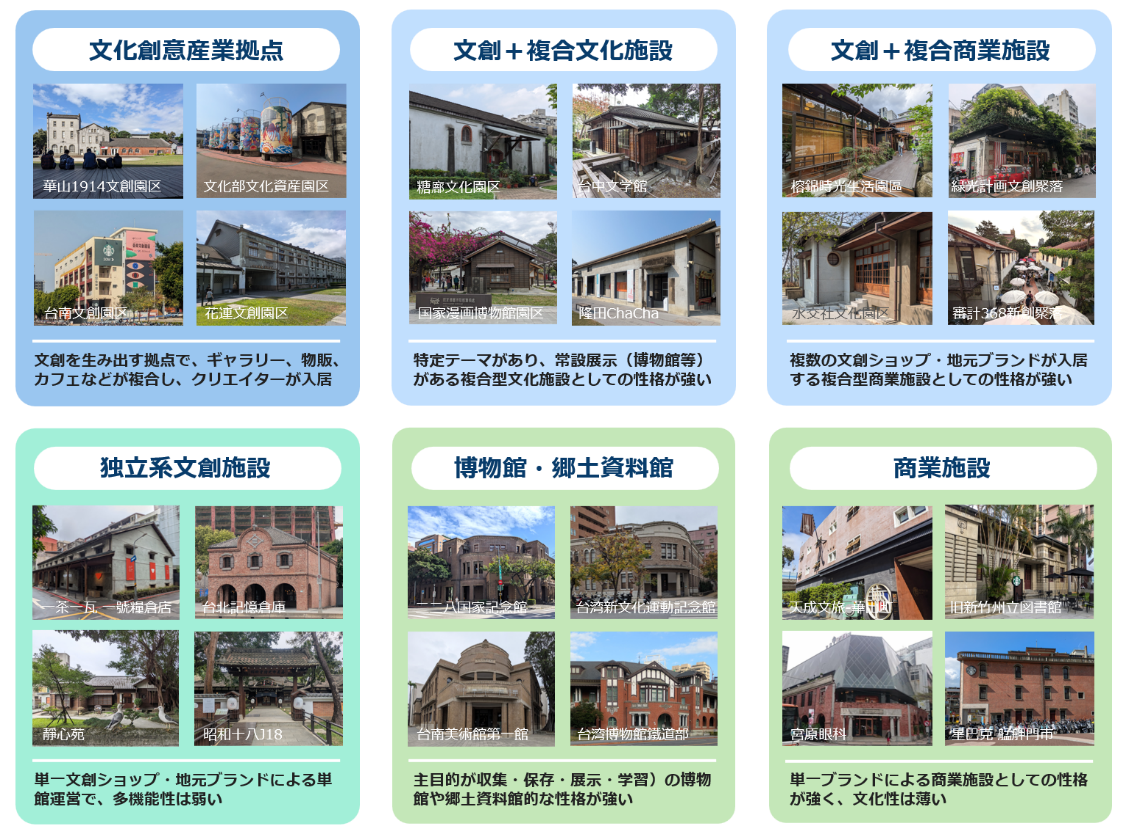 文化創意産業拠点
華山1914文創園区
文化部文化資産園区
台南文創園区
花運文創園区
文創を生み出す拠点で、ギャラリー、物販、
カフェなどが複合し、クリエイターが入居
文創＋複合文化施設
糖廍文化園区
台中文学館
国家漫画博物館園区
隆田ChaCha
特定テーマがあり、常設展示（博物館等）
がある複合型文化施設としての性格が強い
文創＋複合商業施設
榕錦時光生活園區
緑光計画文創聚落
水交社文化園区
審計368新創聚落
複数の文創ショップ・地元ブランドが入居
する複合型商業施設としての性格が強い
独立系文創施設
一茶一瓦 一號糧倉店
台北記憶倉庫
靜心苑
昭和十八J18
単一文創ショップ・地元ブランドによる単
館運営で、多機能性は弱い
博物館・郷土資料館
二二八国家記念館
台湾新文化運動記念館
台南美術館第一館
台湾博物館鐵道部
主目的が収集・保存・展示・学習）の博物
館や郷土資料館的な性格が強い
商業施設
天成文旅-華山町
旧新竹州立図書館
宮原眼科
星巴克 艋舺門市
単一ブランドによる商業施設としての性格
が強く、文化性は薄い